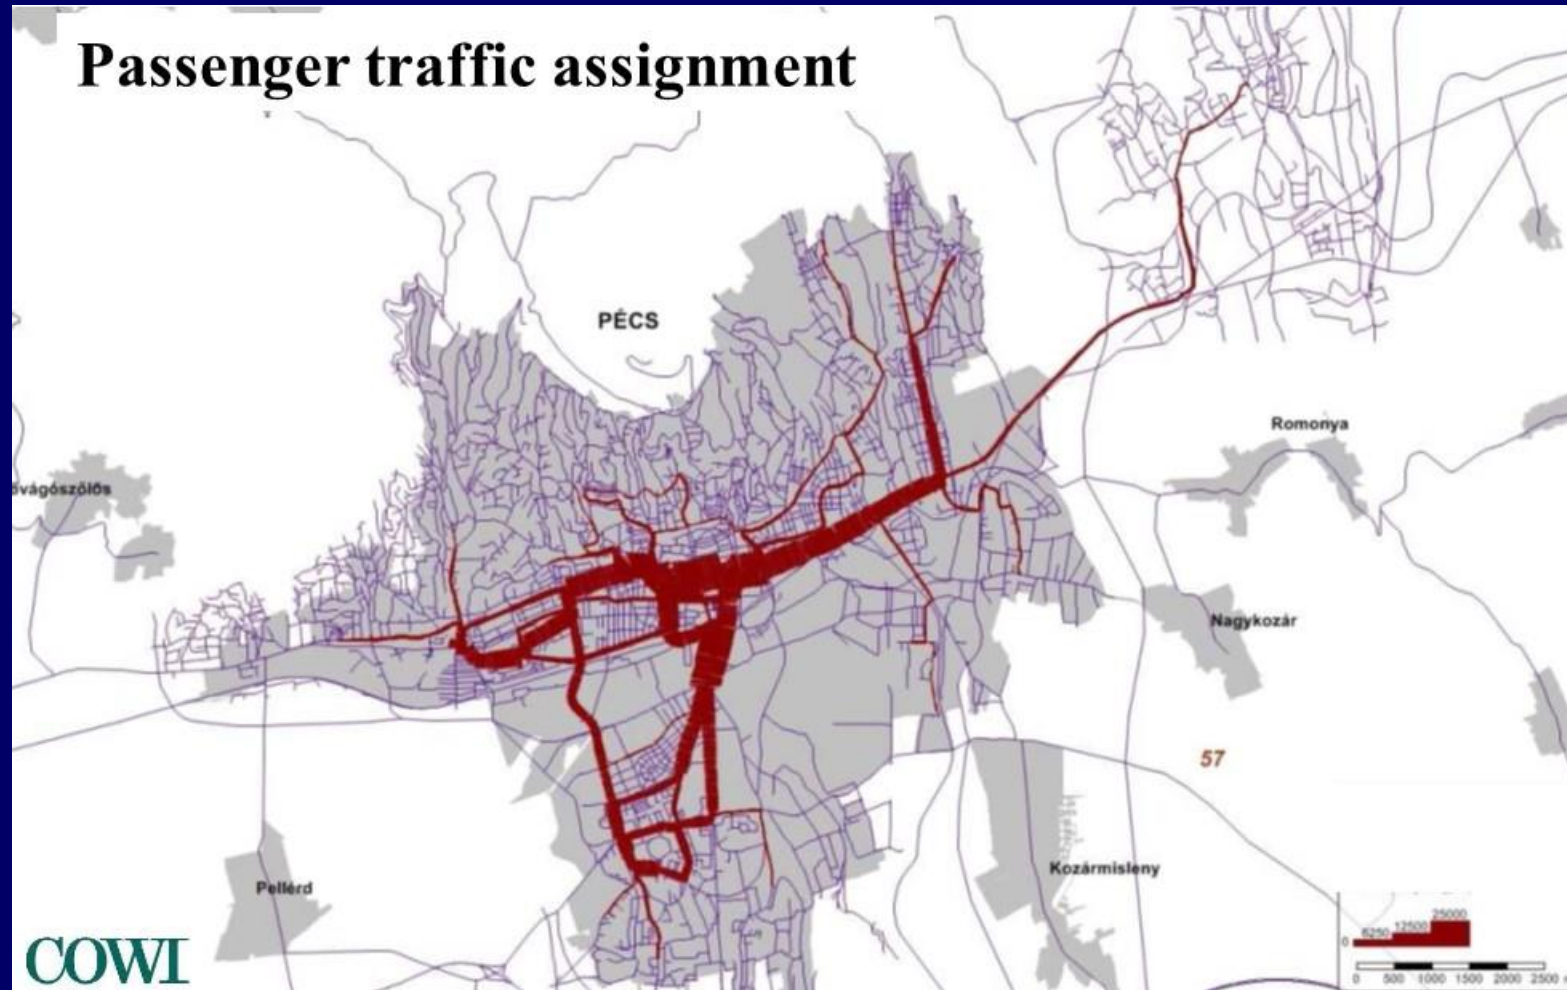 Passenger traffic assignment
PÉCS
Romonya
Nagykozár
57
Kozármisleny
Pellérd
COWI
25000
12500
6250
0
0 500 1000 1500 2000 2500